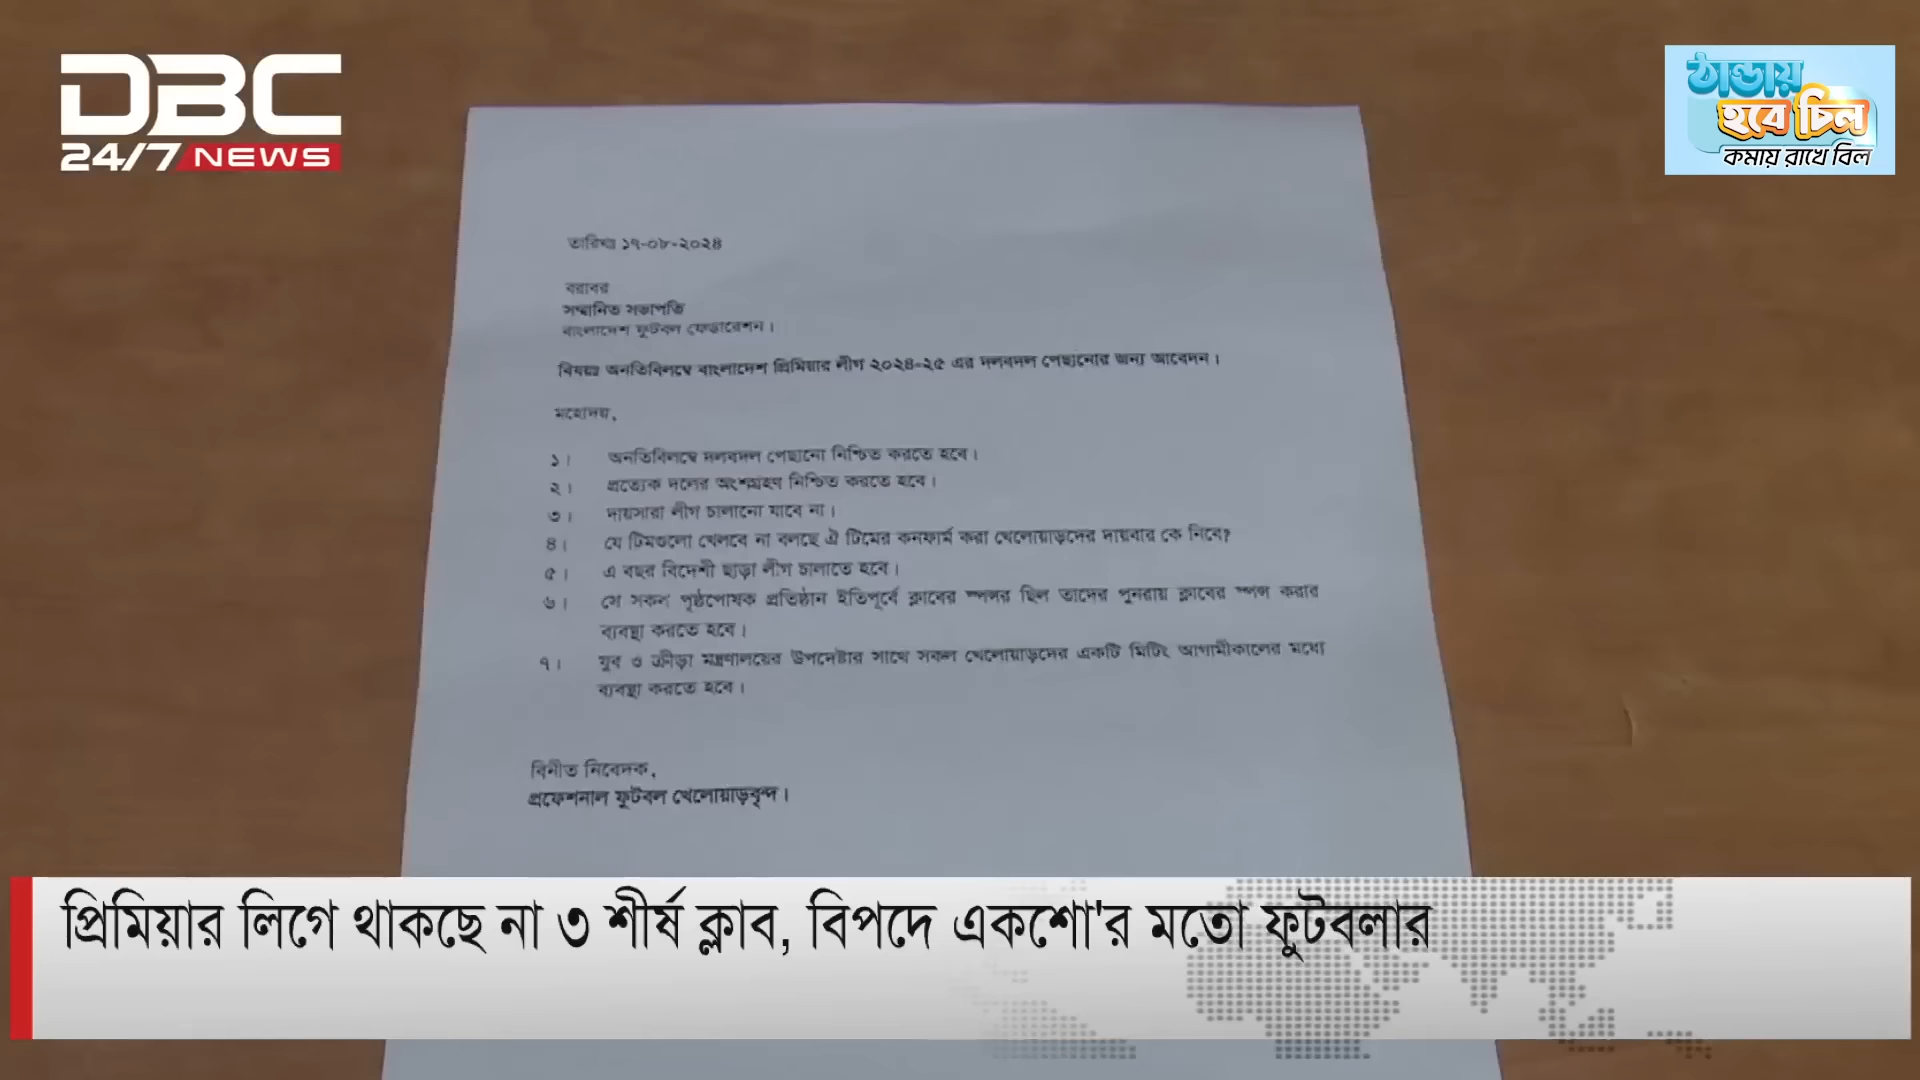 DBC
24/7 NEWS
ঠান্ডায়
হবে চিল
কমায় রাখে বিল
তারিখঃ ১৭-০৮-২০২৪
বরাবর
সম্মানিত সভাপতি
বাংলাদেশ ফুটবল ফেডারেশন।
বিষয়ঃ অনতিবিলম্বে বাংলাদেশ প্রিমিয়ার লীগ ২০২৪-২৫ এর দলবদল পেছানোর জন্য আবেদন।
মহোদয়,
১। অনতিবিলম্বে দলবদল পেছানো নিশ্চিত করতে হবে।
২। প্রত্যেক দলের অংশগ্রহণ নিশ্চিত করতে হবে।
৩। দায়সারা লীগ চালানো যাবে না।
৪। যে টিমগুলো খেলবে না বলছে ঐ টিমের কনফার্ম করা খেলোয়াড়দের দায়বার কে নিবে?
৫। এ বছর বিদেশী ছাড়া লীগ চালাতে হবে।
৬। সে সকল পৃষ্ঠপোষক প্রতিষ্ঠান ইতিপূর্বে ক্লাবের স্পন্সর ছিল তাদের পুনরায় ক্লাবের স্পন্স করার
ব্যবস্থা করতে হবে।
৭। যুব ও ক্রীড়া মন্ত্রণালয়ের উপদেষ্টার সাথে সকল খেলোয়াড়দের একটি মিটিং আগামীকালের মধ্যে
ব্যবস্থা করতে হবে।
বিনীত নিবেদক,
প্রফেশনাল ফুটবল খেলোয়াড়বৃন্দ।
প্রিমিয়ার লিগে থাকছে না ৩ শীর্ষ ক্লাব, বিপদে একশো'র মতো ফুটবলার